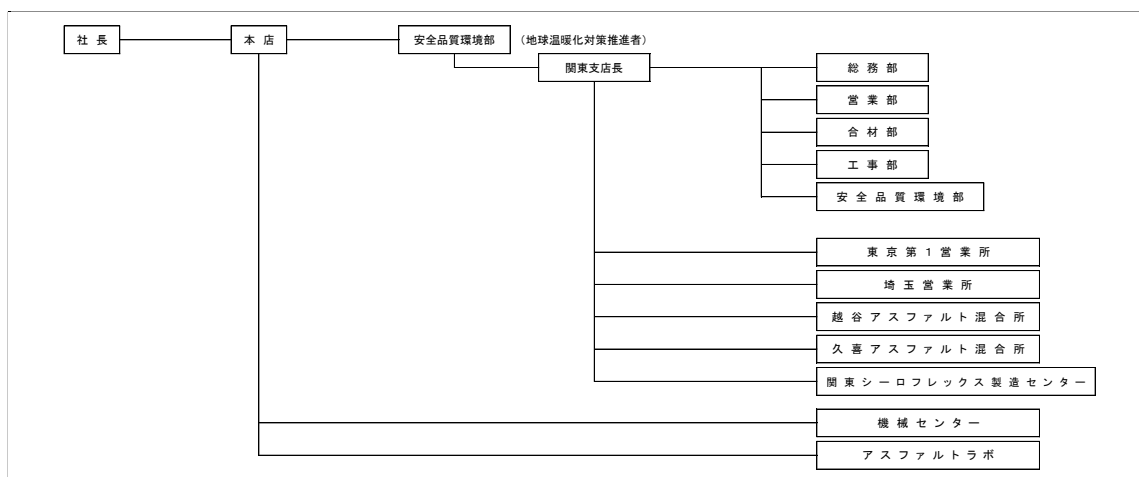 社長
本店
安全品質環境部 （地球温暖化対策推進者）
関東支店長
総務部
営業部
合材部
工事部
安全品質環境部
東京第1営業所
埼玉営業所
越谷アスファルト混合所
久喜アスファルト混合所
関東シーロフレックス製造センター
機械センター
アスファルトラボ